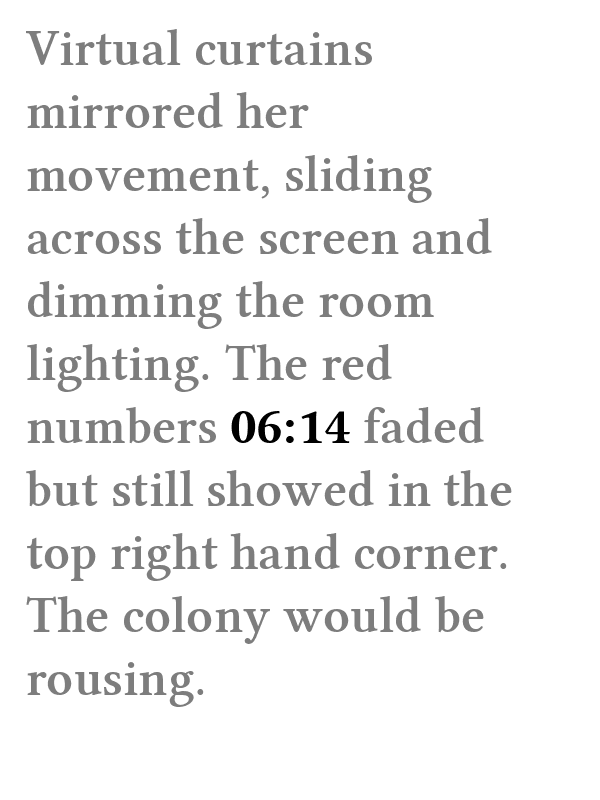 Virtual curtains
mirrored her
movement, sliding
across the screen and
dimming the room
lighting. The red
numbers 06:14 faded
but still showed in the
top right hand corner.
The colony would be
rousing.